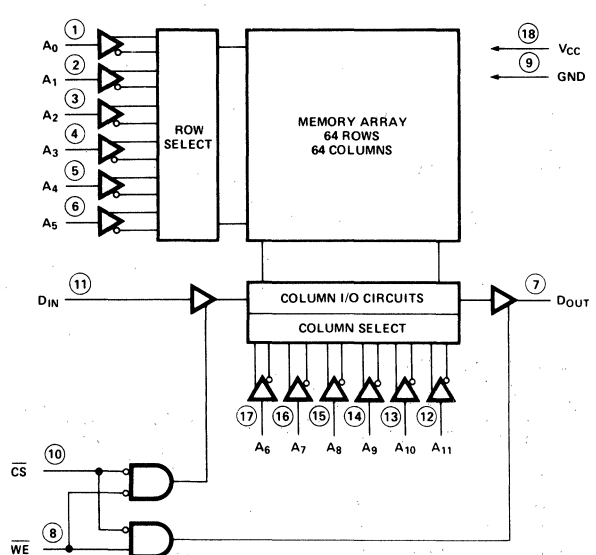 1
A0
2
A1
3
A2
4
A3
5
A4
6
A5
ROW
SELECT
MEMORY ARRAY
64 ROWS
64 COLUMNS
18
VCC
9
GND
11
DIN
COLUMN I/O CIRCUITS
COLUMN SELECT
7
DOUT
17
16
15
14
13
12
A6
A7
A8
A9
A10
A11
10
CS
8
WE